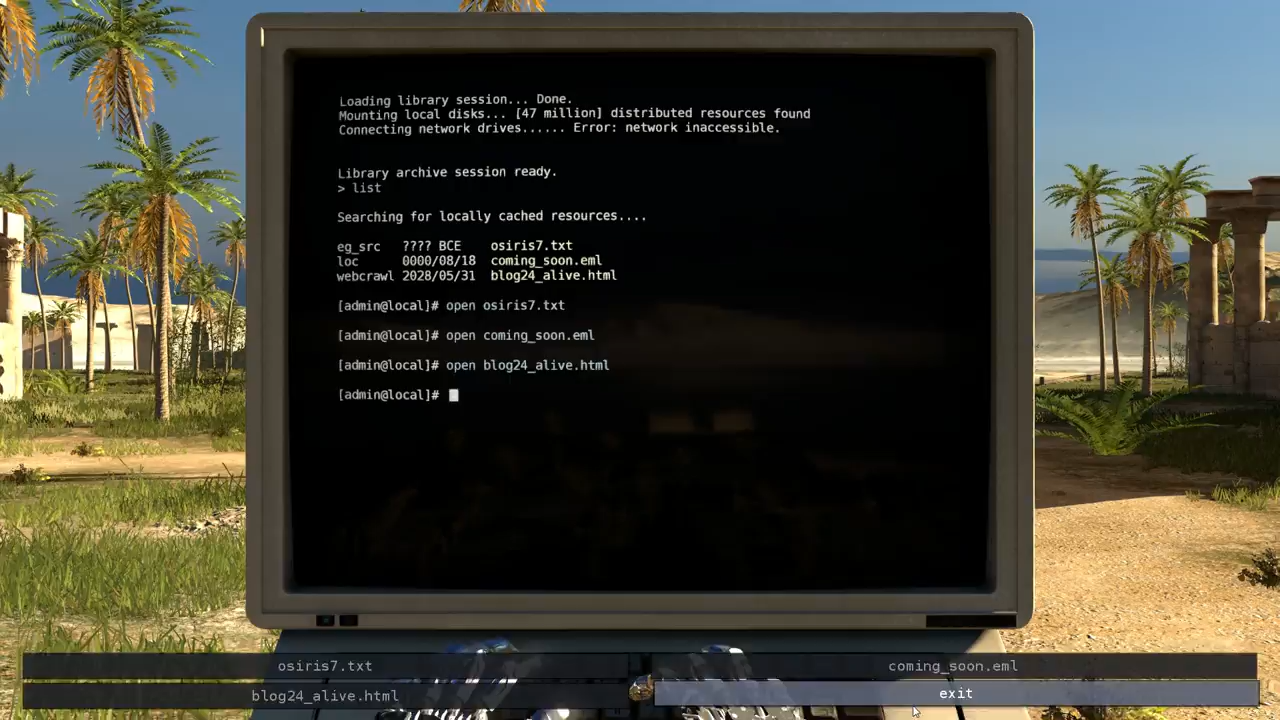 Loading library session... Done.
Mounting local disks... [47 million] distributed resources found
Connecting network drives...... Error: network inaccessible.
Library archive session ready.
> list
Searching for locally cached resources....
eg_src ???? BCE osiris7.txt
loc 0000/08/18 coming_soon.eml
webcrawl 2028/05/31 blog24_alive.html
[admin@local]# open osiris7.txt
[admin@local]# open coming_soon.eml
[admin@local]# open blog24_alive.html
[admin@local]#
osiris7.txt
coming_soon.eml
blog24_alive.html
exit